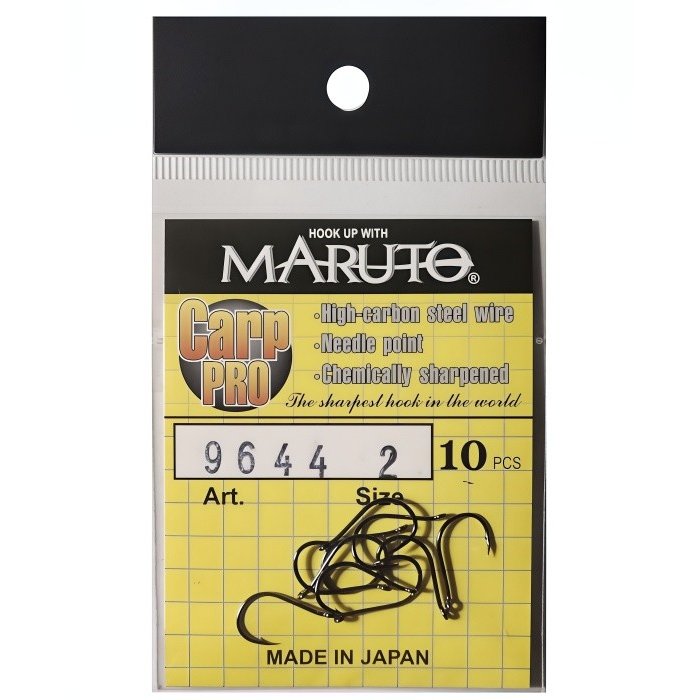 HOOK UP WITH
MARUTO®
Carp
PRO
•High-carbon steel wire
•Needle point
•Chemically sharpened
The sharpest hook in the world
9644 2 10 PCS
Art. Size
MADE IN JAPAN